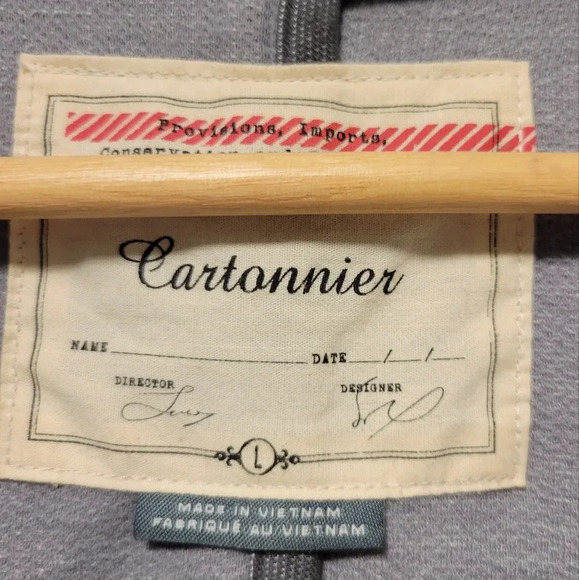 Provisions, Imports,
Cartonnier
NAME
DATE / /
DIRECTOR
DESIGNER
L
MADE IN VIETNAM
FABRIQUÉ AU VIETNAM